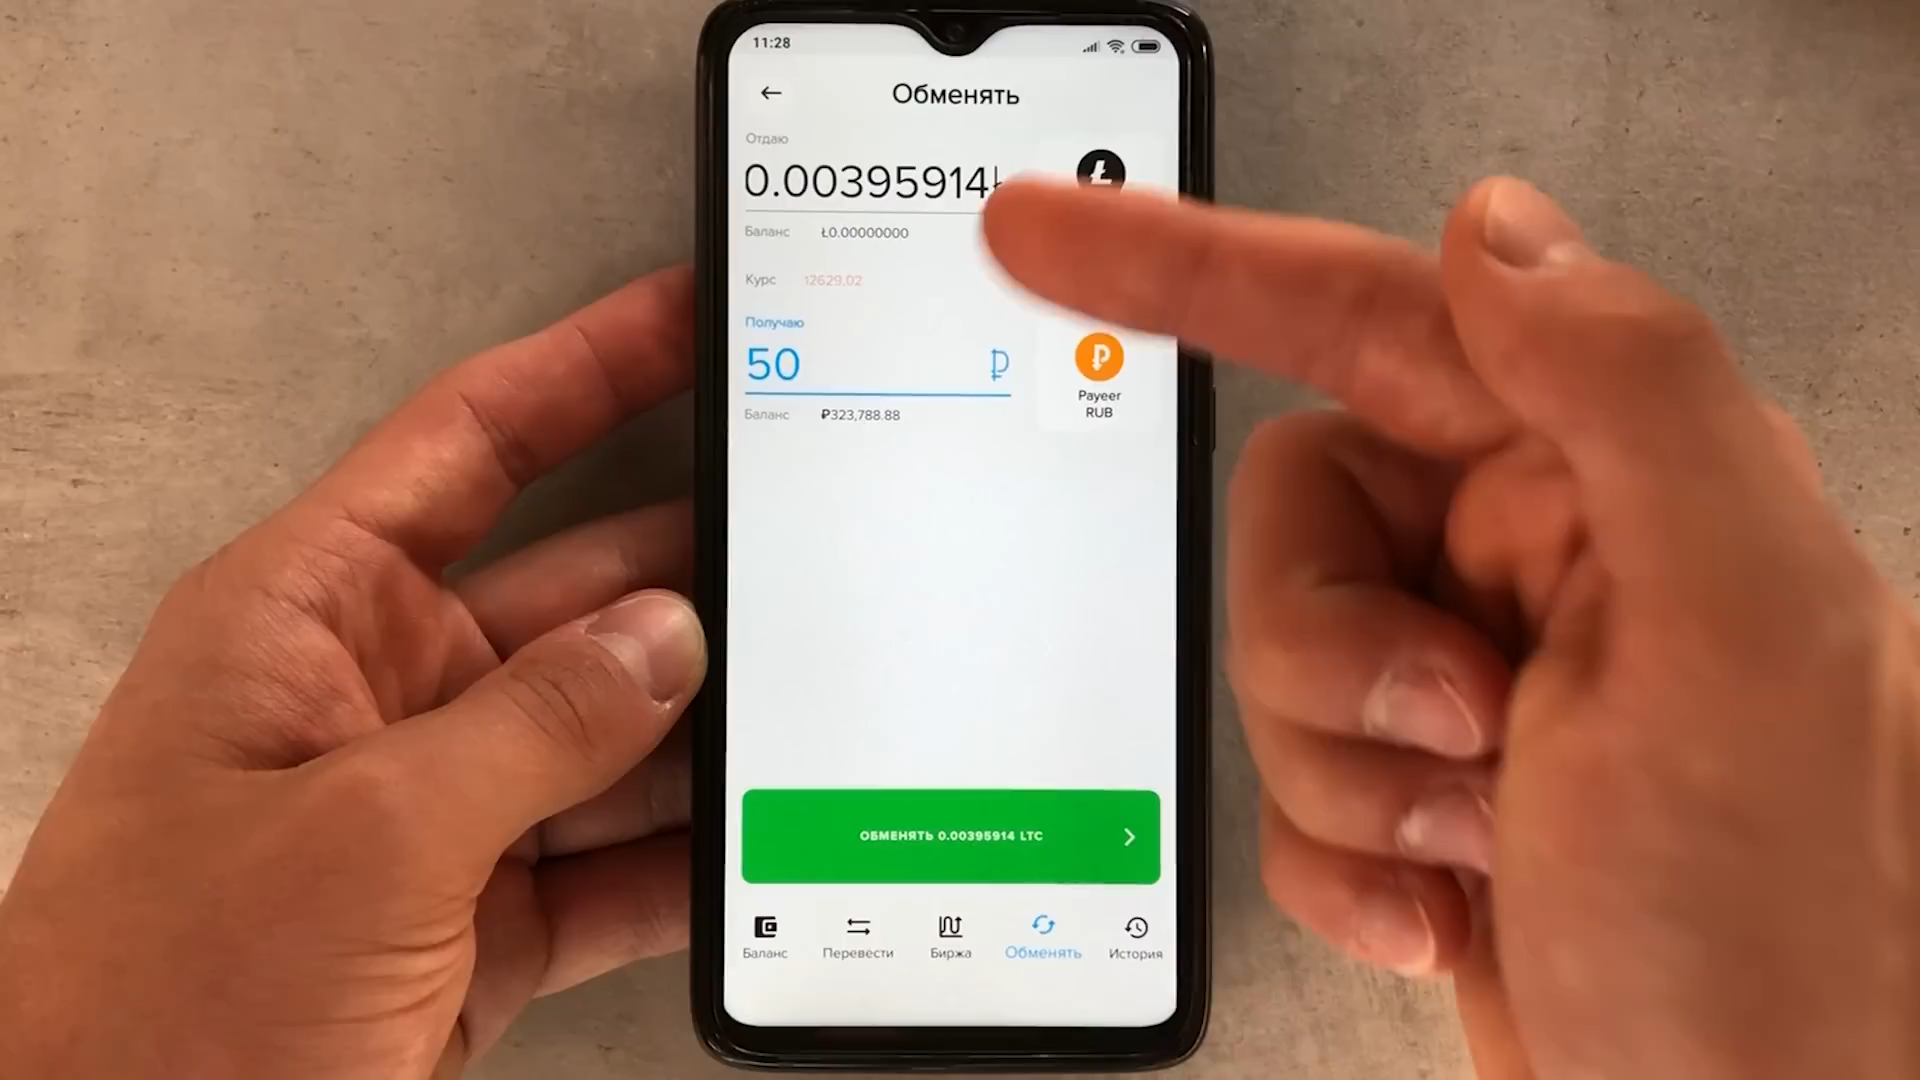 11:28
Обменять
Отдаю
0.00395914Ł
Баланс Ł0.00000000
Курс 12629.02
Получаю
50 ₽
Payeer
RUB
Баланс ₽323,788.88
ОБМЕНЯТЬ 0.00395914 LTC
Баланс Перевести Биржа Обменять История